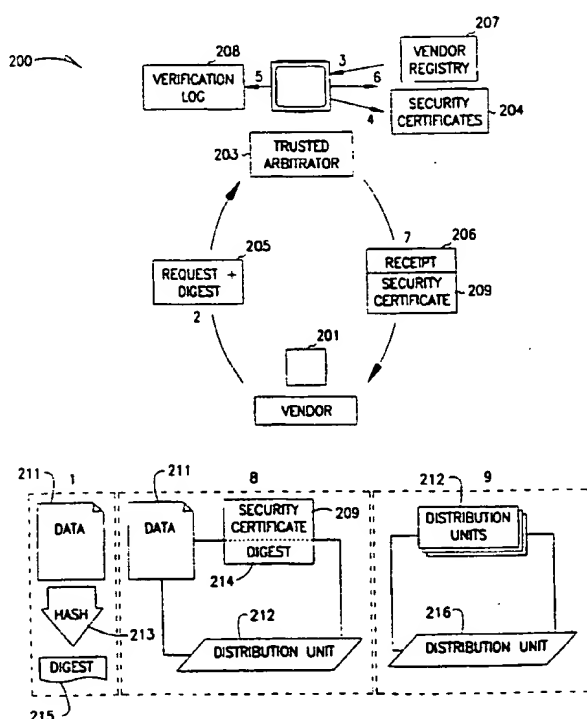 200
208
VERIFICATION
LOG
5
3
6
4
207
VENDOR
REGISTRY
SECURITY
CERTIFICATES
204
203
TRUSTED
ARBITRATOR
205
REQUEST +
DIGEST
2
7
206
RECEIPT
SECURITY
CERTIFICATE
209
201
VENDOR
211
1
DATA
HASH
213
DIGEST
215
211
8
DATA
SECURITY
CERTIFICATE
209
DIGEST
214
212
DISTRIBUTION UNIT
212
9
DISTRIBUTION
UNITS
216
DISTRIBUTION UNIT